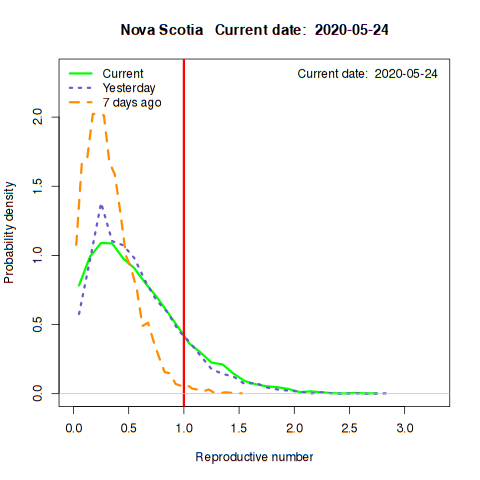 Nova Scotia   Current date:  2020-05-24
Current date:  2020-05-24
Current
Yesterday
7 days ago
Probability density
2.0
1.5
1.0
0.5
0.0
0.0 0.5 1.0 1.5 2.0 2.5 3.0
Reproductive number